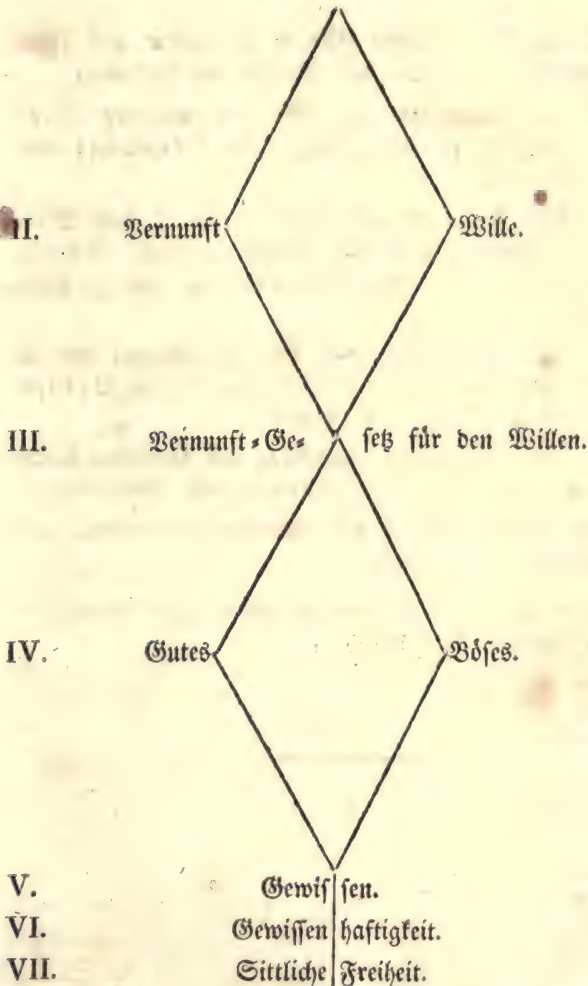 II. Vernunft Wille.
III. Vernunft-Ge- setz für den Willen.
IV. Gutes Böses.
V. Gewis sen.
VI. Gewissen haftigkeit.
VII. Sittliche Freiheit.